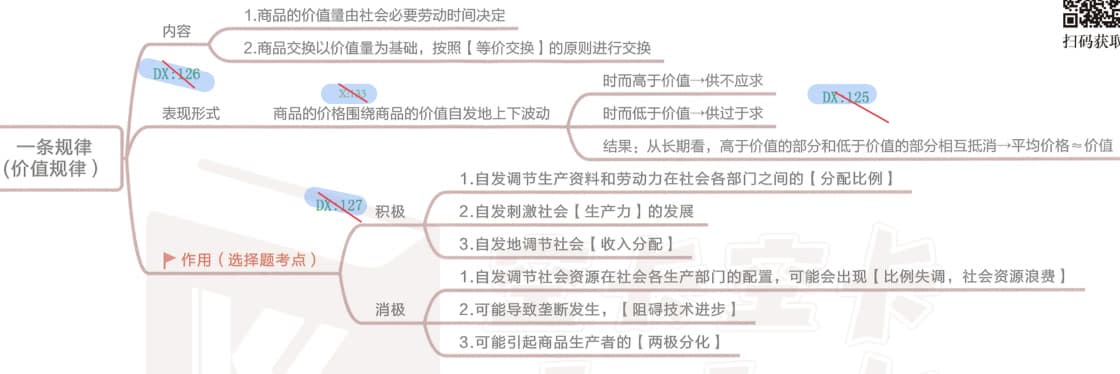 扫码获取
内容
1.商品的价值量由社会必要劳动时间决定
2.商品交换以价值量为基础，按照【等价交换】的原则进行交换
DX:126
X:133
DX:125
表现形式
商品的价格围绕商品的价值自发地上下波动
时而高于价值→供不应求
时而低于价值→供过于求
结果：从长期看，高于价值的部分和低于价值的部分相互抵消→平均价格≈价值
一条规律
(价值规律）
DX:127
作用（选择题考点）
积极
1.自发调节生产资料和劳动力在社会各部门之间的【分配比例】
2.自发刺激社会【生产力】的发展
3.自发地调节社会【收入分配】
消极
1.自发调节社会资源在社会各生产部门的配置，可能会出现【比例失调，社会资源浪费】
2.可能导致垄断发生，【阻碍技术进步】
3.可能引起商品生产者的【两极分化】